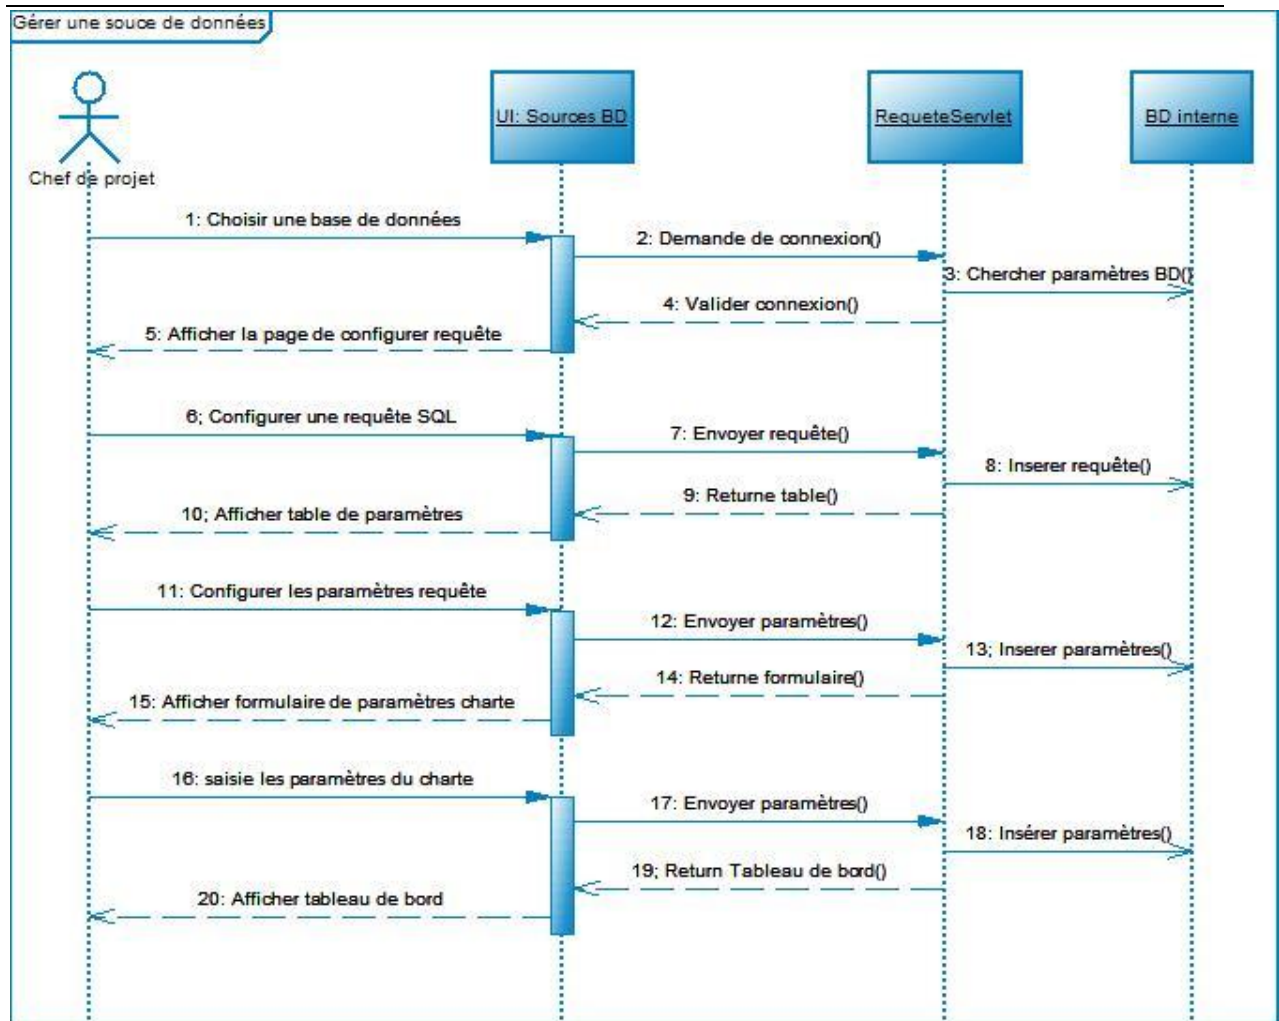 Gérer une souce de données
UI: Sources BD
RequeteServlet
BD interne
Chef de projet
1: Choisir une base de données
2: Demande de connexion()
3: Chercher paramètres BD()
4: Valider connexion()
5: Afficher la page de configurer requête
6; Configurer une requête SQL
7: Envoyer requête()
8: Inserer requête()
9: Returne table()
10; Afficher table de paramètres
11: Configurer les paramètres requête
12: Envoyer paramètres()
13; Inserer paramètres()
14: Returne formulaire()
15: Afficher formulaire de paramètres charte
16: saisie les paramètres du charte
17: Envoyer paramètres()
18: Insérer paramètres()
19; Return Tableau de bord()
20: Afficher tableau de bord